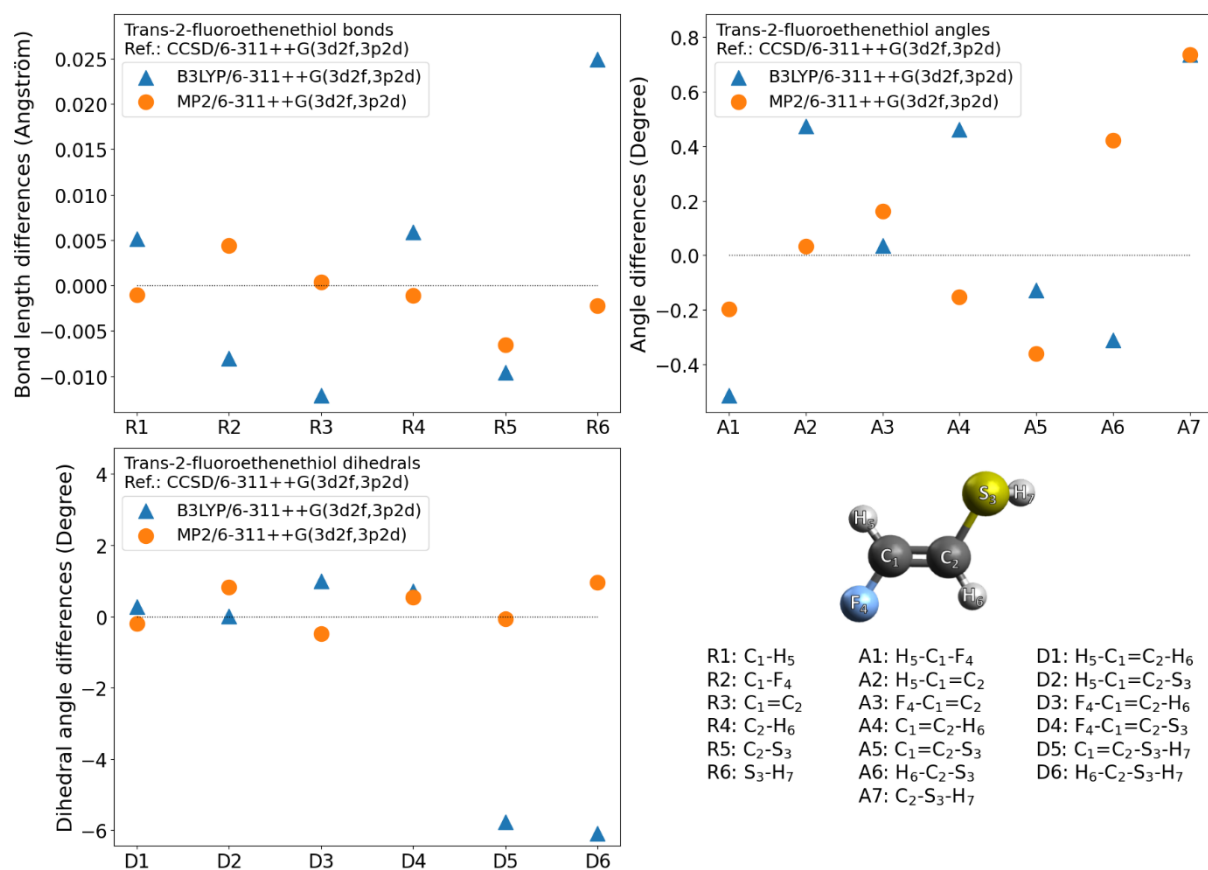 Trans-2-fluoroethenethiol bonds
Ref.: CCSD/6-311++G(3d2f,3p2d)
B3LYP/6-311++G(3d2f,3p2d)
MP2/6-311++G(3d2f,3p2d)
Bond length differences (Angström)
0.025
0.020
0.015
0.010
0.005
0.000
−0.005
−0.010
R1 R2 R3 R4 R5 R6
Trans-2-fluoroethenethiol angles
Ref.: CCSD/6-311++G(3d2f,3p2d)
B3LYP/6-311++G(3d2f,3p2d)
MP2/6-311++G(3d2f,3p2d)
Angle differences (Degree)
0.8
0.6
0.4
0.2
0.0
−0.2
−0.4
A1 A2 A3 A4 A5 A6 A7
Trans-2-fluoroethenethiol dihedrals
Ref.: CCSD/6-311++G(3d2f,3p2d)
B3LYP/6-311++G(3d2f,3p2d)
MP2/6-311++G(3d2f,3p2d)
Dihedral angle differences (Degree)
4
2
0
−2
−4
−6
D1 D2 D3 D4 D5 D6
S₃ H₇
H₅
C₁ C₂
F₄ H₆
R1: C₁-H₅ A1: H₅-C₁-F₄ D1: H₅-C₁=C₂-H₆
R2: C₁-F₄ A2: H₅-C₁=C₂ D2: H₅-C₁=C₂-S₃
R3: C₁=C₂ A3: F₄-C₁=C₂ D3: F₄-C₁=C₂-H₆
R4: C₂-H₆ A4: C₁=C₂-H₆ D4: F₄-C₁=C₂-S₃
R5: C₂-S₃ A5: C₁=C₂-S₃ D5: C₁=C₂-S₃-H₇
R6: S₃-H₇ A6: H₆-C₂-S₃ D6: H₆-C₂-S₃-H₇
A7: C₂-S₃-H₇